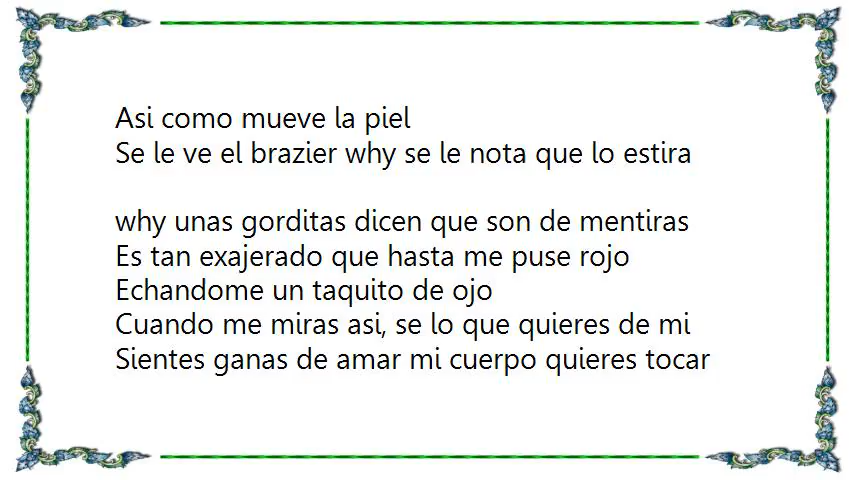 Asi como mueve la piel
Se le ve el brazier why se le nota que lo estira
why unas gorditas dicen que son de mentiras
Es tan exajerado que hasta me puse rojo
Echandome un taquito de ojo
Cuando me miras asi, se lo que quieres de mi
Sientes ganas de amar mi cuerpo quieres tocar